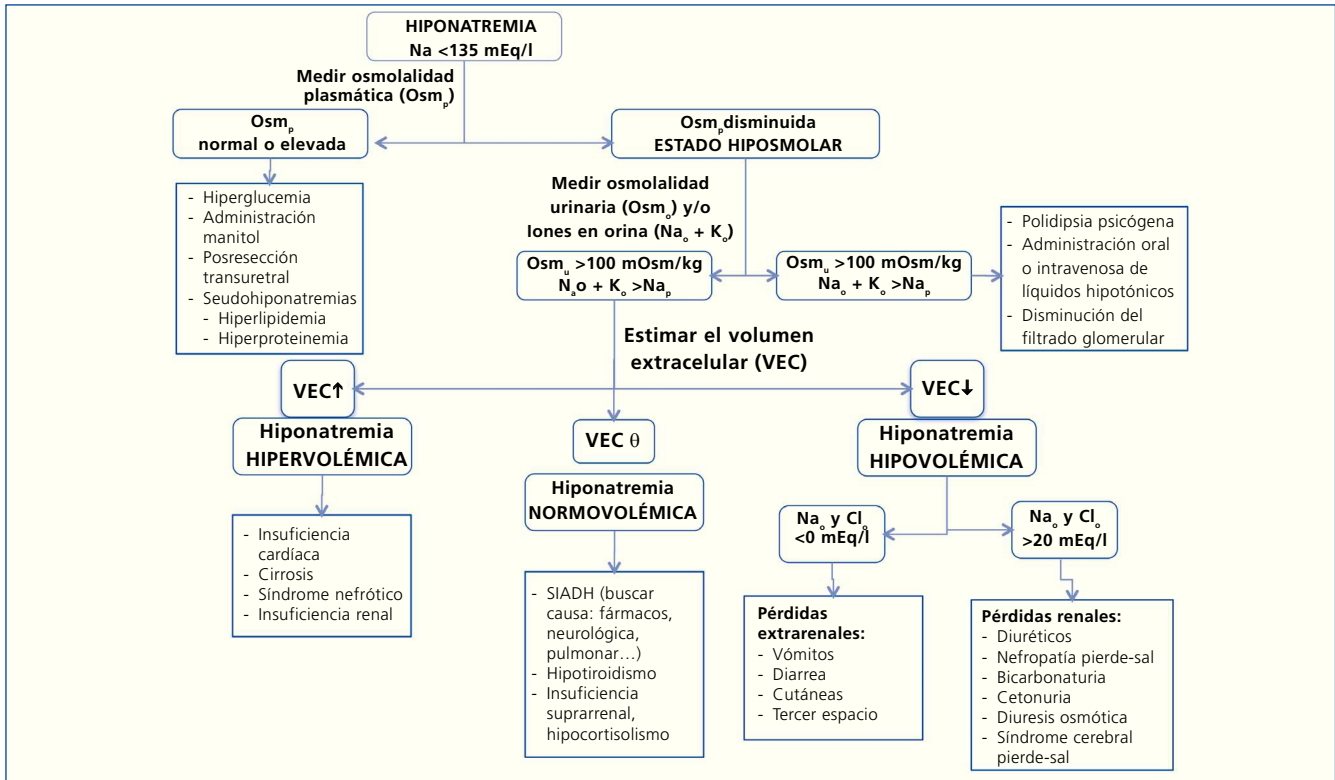 HIPONATREMIA
Na <135 mEq/l
Medir osmolalidad
plasmática (Osmp)
Osmp
normal o elevada
Osmp disminuida
ESTADO HIPOSMOLAR
- Hiperglucemia
- Administración
manitol
- Posresección
transuretral
- Seudohiponatremias
- Hiperlipidemia
- Hiperproteinemia
Medir osmolalidad
urinaria (Osmo) y/o
Iones en orina (Nao + Ko)
Osmu >100 mOsm/kg
Nao + Ko >Nap
Osmu >100 mOsm/kg
Nao + Ko >Nap
- Polidipsia psicógena
- Administración oral
o intravenosa de
líquidos hipotónicos
- Disminución del
filtrado glomerular
Estimar el volumen
extracelular (VEC)
VEC↑
Hiponatremia
HIPERVOLÉMICA
- Insuficiencia
cardíaca
- Cirrosis
- Síndrome nefrótico
- Insuficiencia renal
VEC θ
Hiponatremia
NORMOVOLÉMICA
- SIADH (buscar
causa: fármacos,
neurológica,
pulmonar…)
- Hipotiroidismo
- Insuficiencia
suprarrenal,
hipocortisolismo
VEC↓
Hiponatremia
HIPOVOLÉMICA
Nao y Clo
<0 mEq/l
Pérdidas
extrarenales:
- Vómitos
- Diarrea
- Cutáneas
- Tercer espacio
Nao y Clo
>20 mEq/l
Pérdidas renales:
- Diuréticos
- Nefropatía pierde-sal
- Bicarbonaturia
- Cetonuria
- Diuresis osmótica
- Síndrome cerebral
pierde-sal